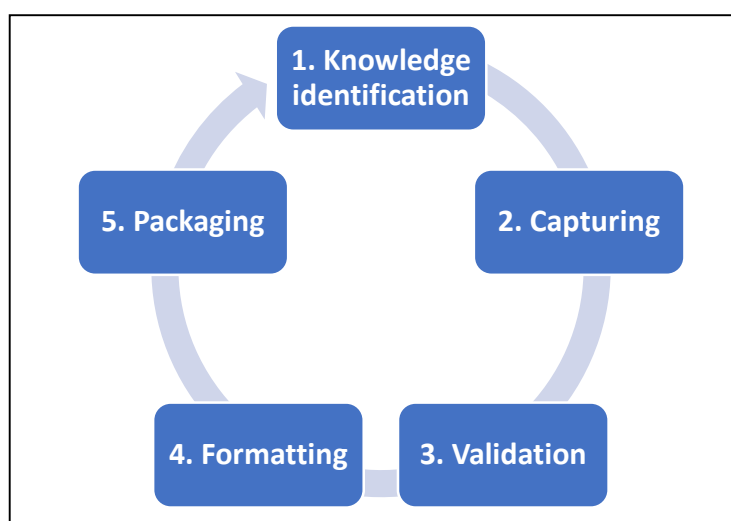 1. Knowledge
identification
2. Capturing
3. Validation
4. Formatting
5. Packaging